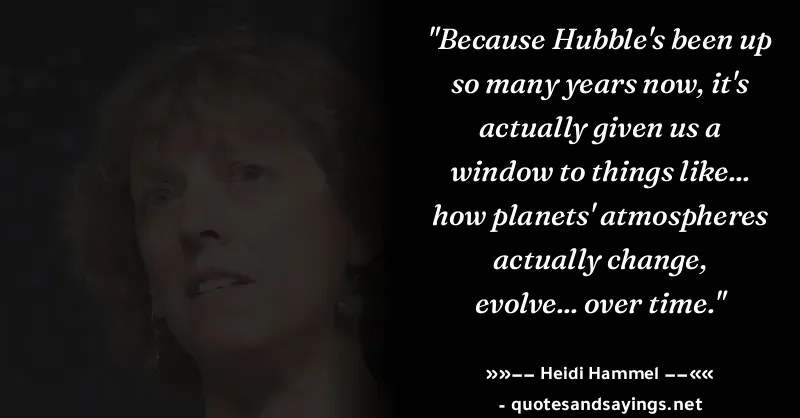 "Because Hubble's been up
so many years now, it's
actually given us a
window to things like...
how planets' atmospheres
actually change,
evolve... over time."
»»−− Heidi Hammel −−««
- quotesandsayings.net